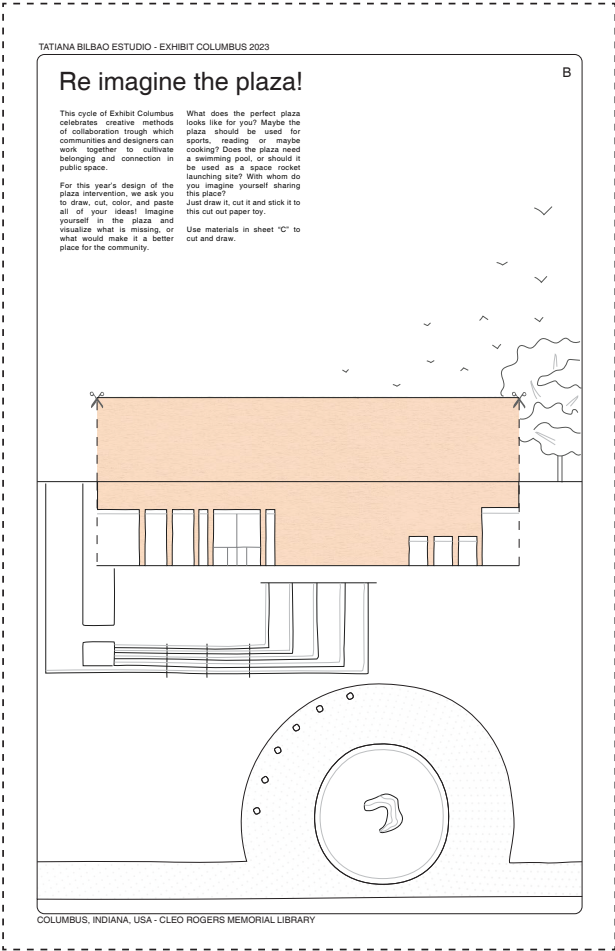 TATIANA BILBAO ESTUDIO - EXHIBIT COLUMBUS 2023
Re imagine the plaza!
B
This cycle of Exhibit Columbus
celebrates creative methods
of collaboration trough which
communities and designers can
work together to cultivate
belonging and connection in
public space.
For this year's design of the
plaza intervention, we ask you
to draw, cut, color, and paste
all of your ideas! Imagine
yourself in the plaza and
visualize what is missing, or
what would make it a better
place for the community.
What does the perfect plaza
looks like for you? Maybe the
plaza should be used for
sports, reading or maybe
cooking? Does the plaza need
a swimming pool, or should it
be used as a space rocket
launching site? With whom do
you imagine yourself sharing
this place?
Just draw it, cut it and stick it to
this cut out paper toy.
Use materials in sheet "C" to
cut and draw.
COLUMBUS, INDIANA, USA - CLEO ROGERS MEMORIAL LIBRARY